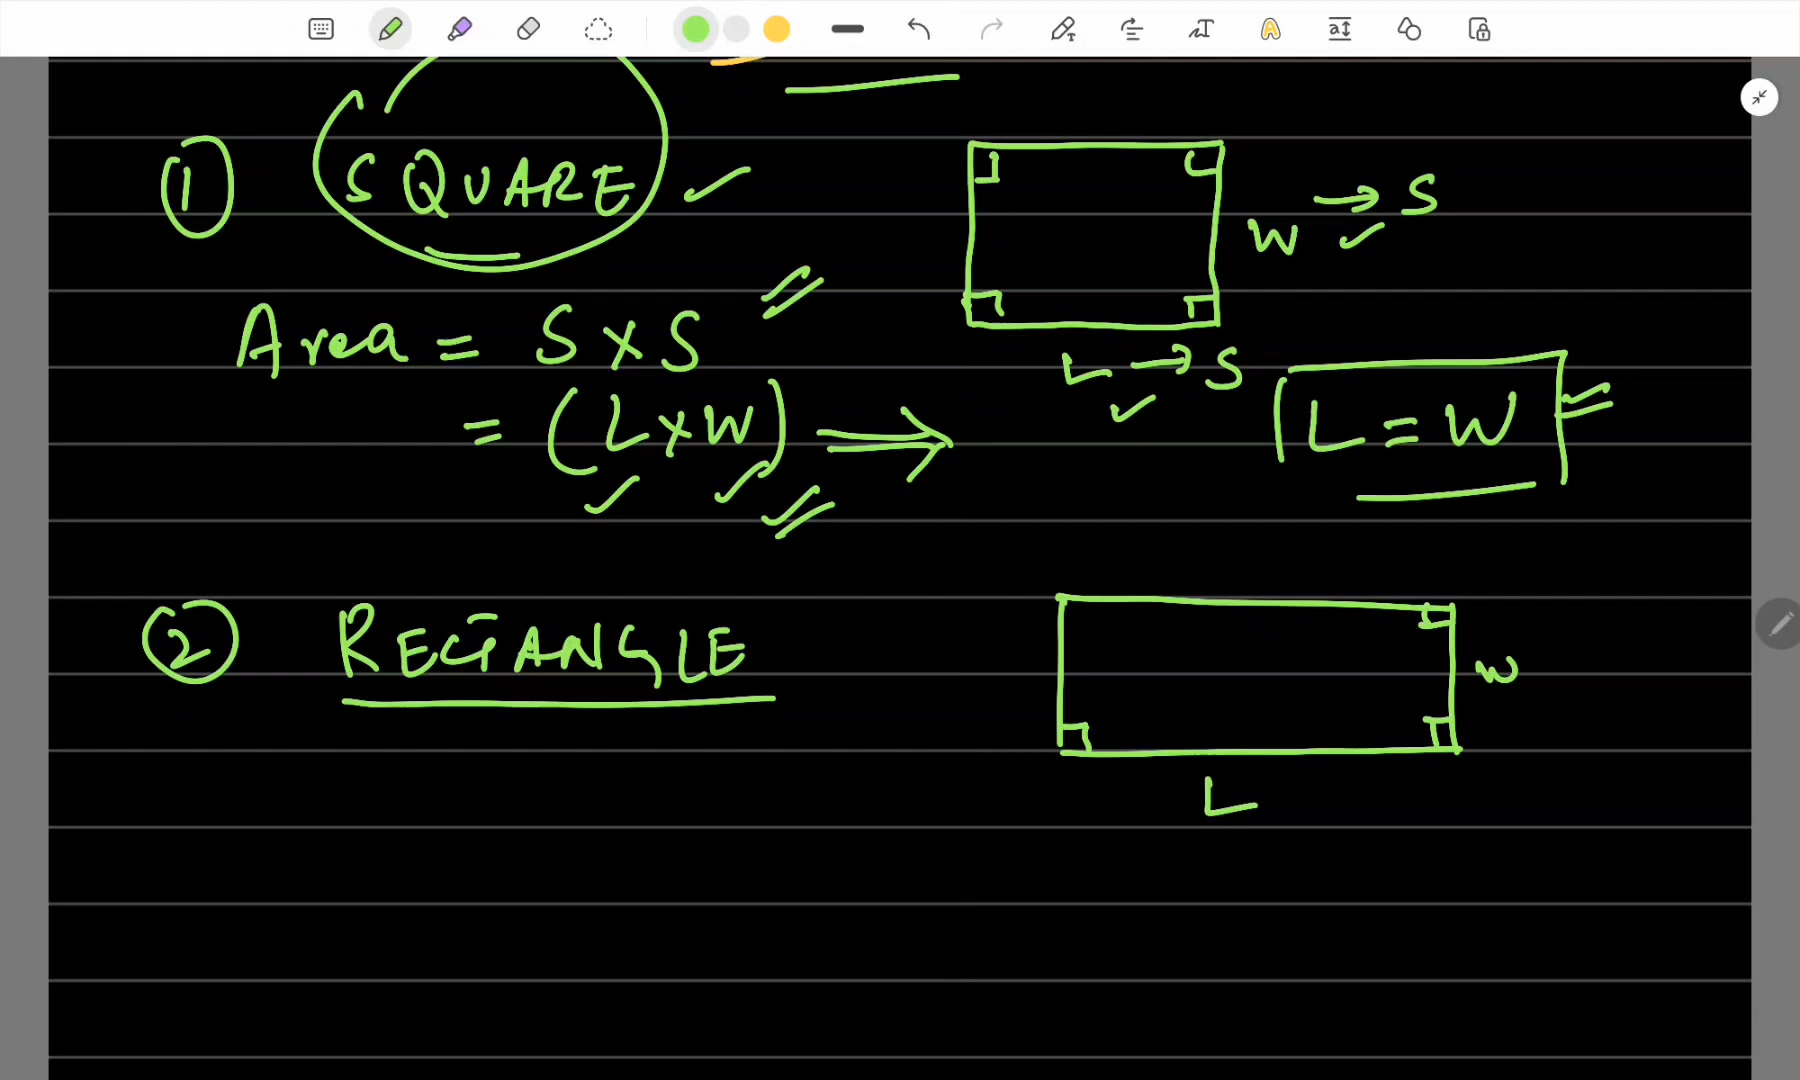 ① SQUARE
W → S
Area = S × S
L → S
= (L × W) ⇒ L = W
② RECTANGLE
W
L